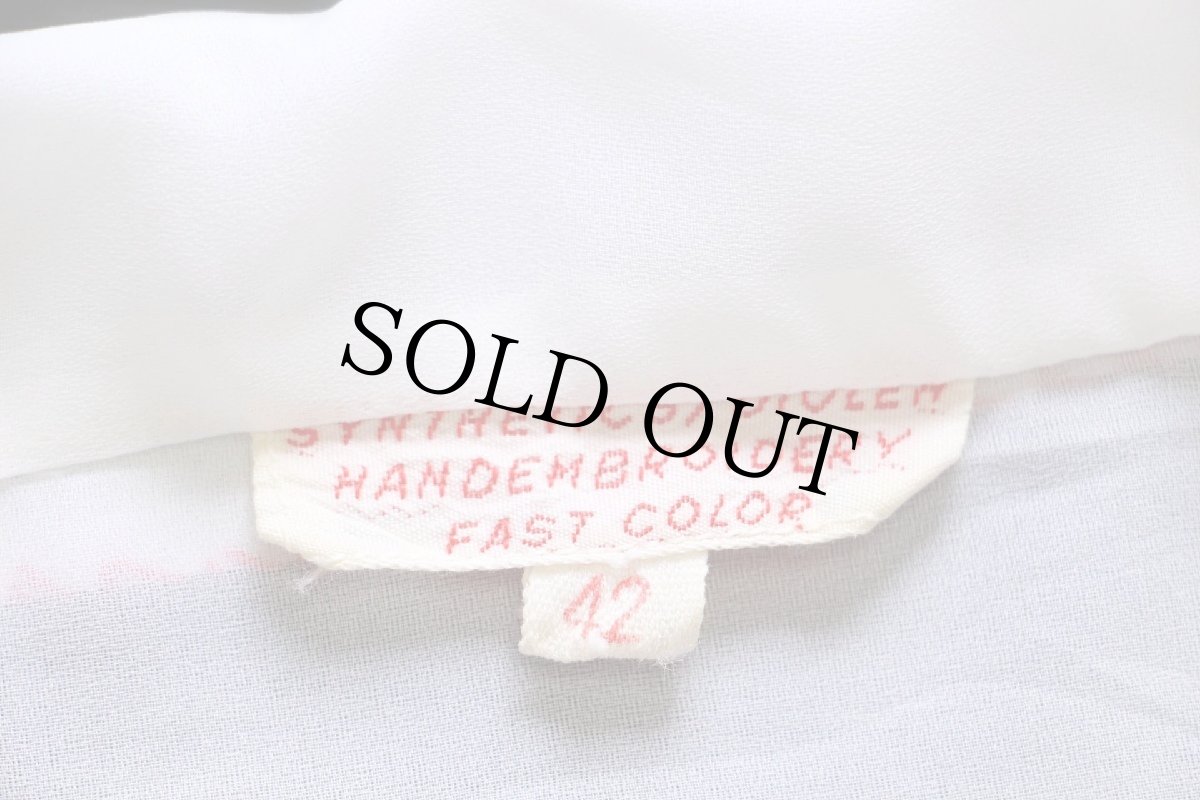 SOLD OUT
HANDEMBROIDERY
FAST COLOR
42